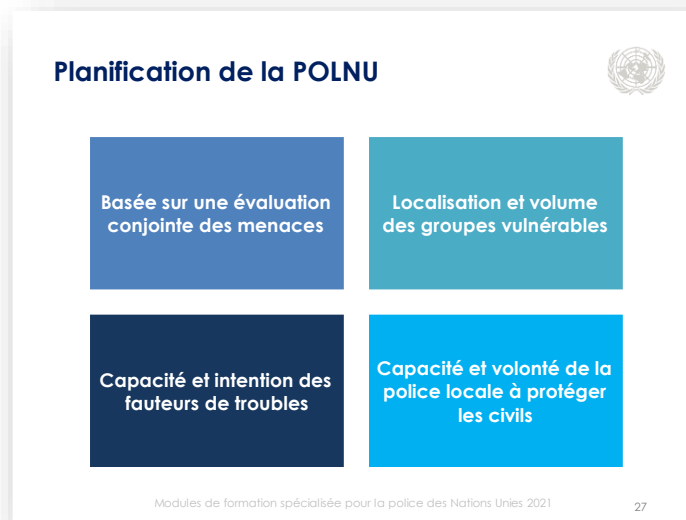 Planification de la POLNU
Basée sur une évaluation
conjointe des menaces
Localisation et volume
des groupes vulnérables
Capacité et intention des
fauteurs de troubles
Capacité et volonté de la
police locale à protéger
les civils
Modules de formation spécialisée pour la police des Nations Unies 2021
27